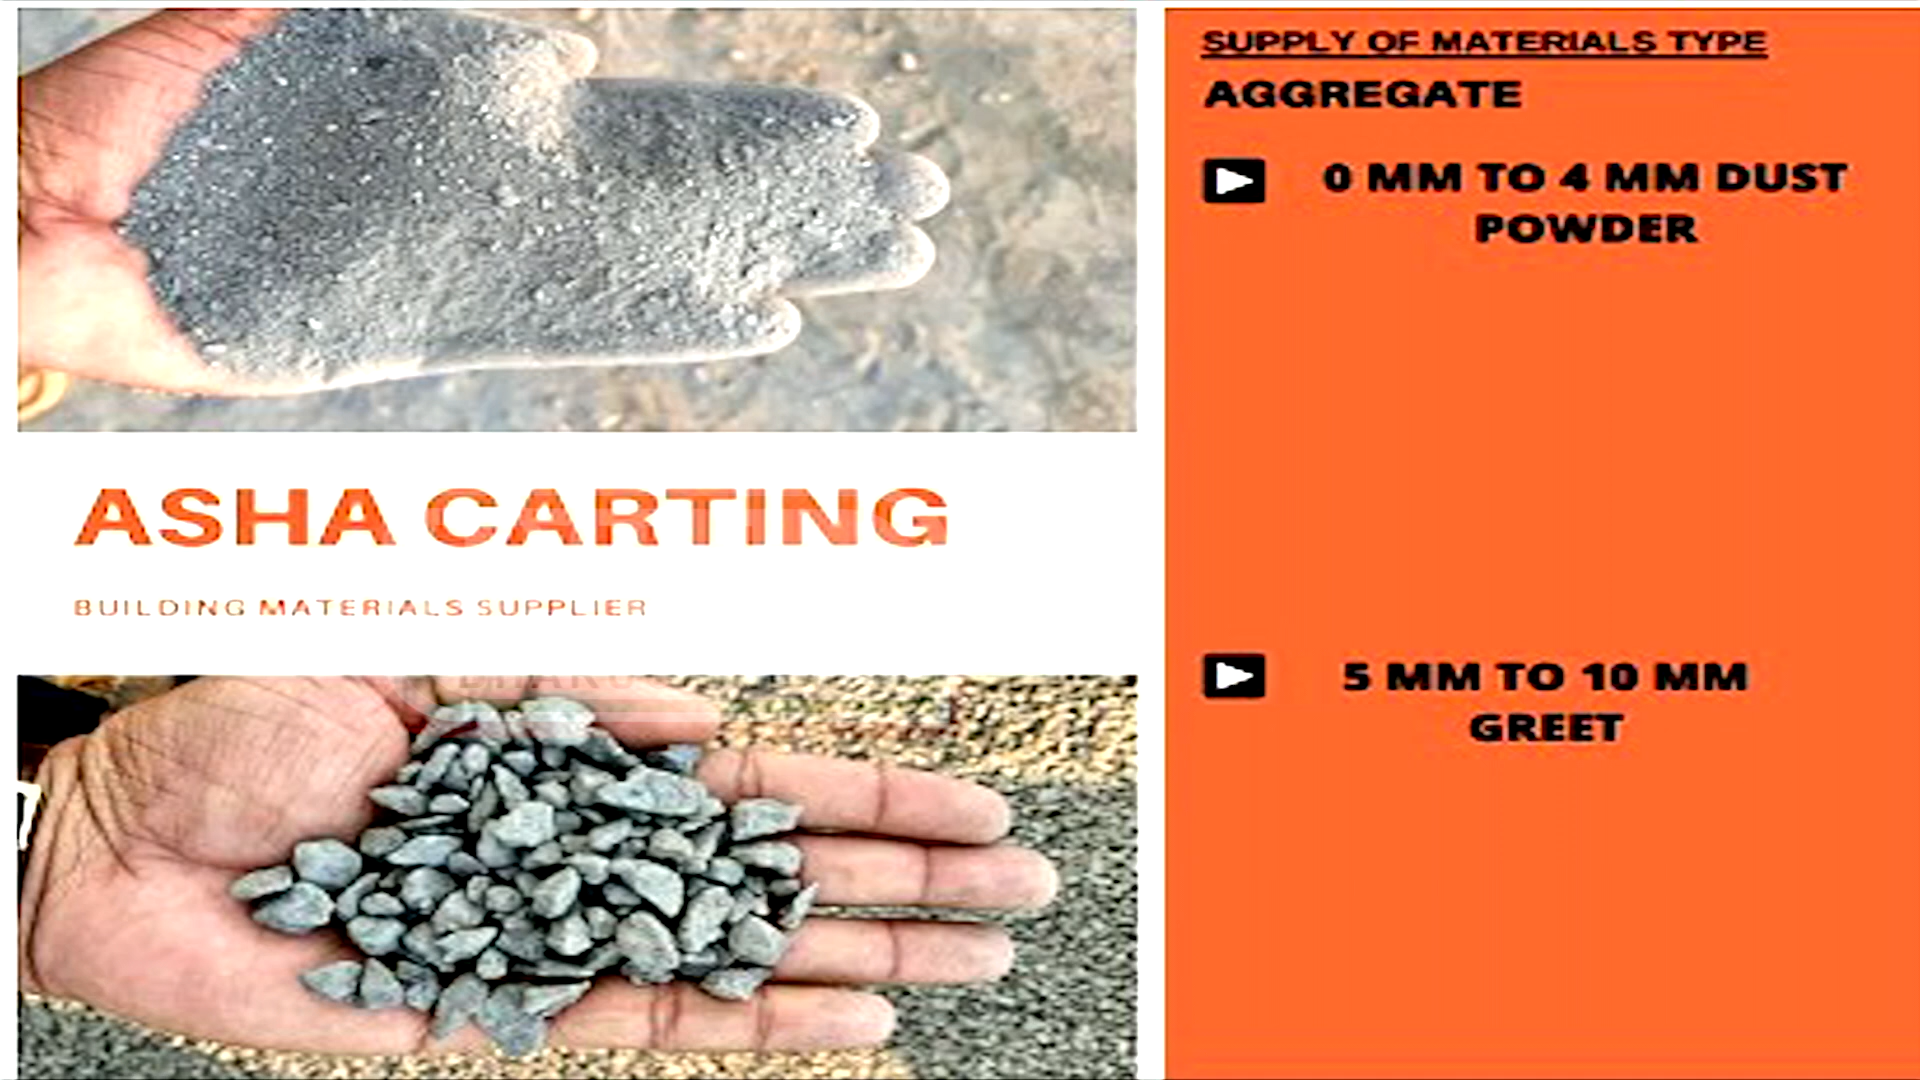 SUPPLY OF MATERIALS TYPE
AGGREGATE
0 MM TO 4 MM DUST
POWDER
ASHA CARTING
BUILDING MATERIALS SUPPLIER
5 MM TO 10 MM
GREET